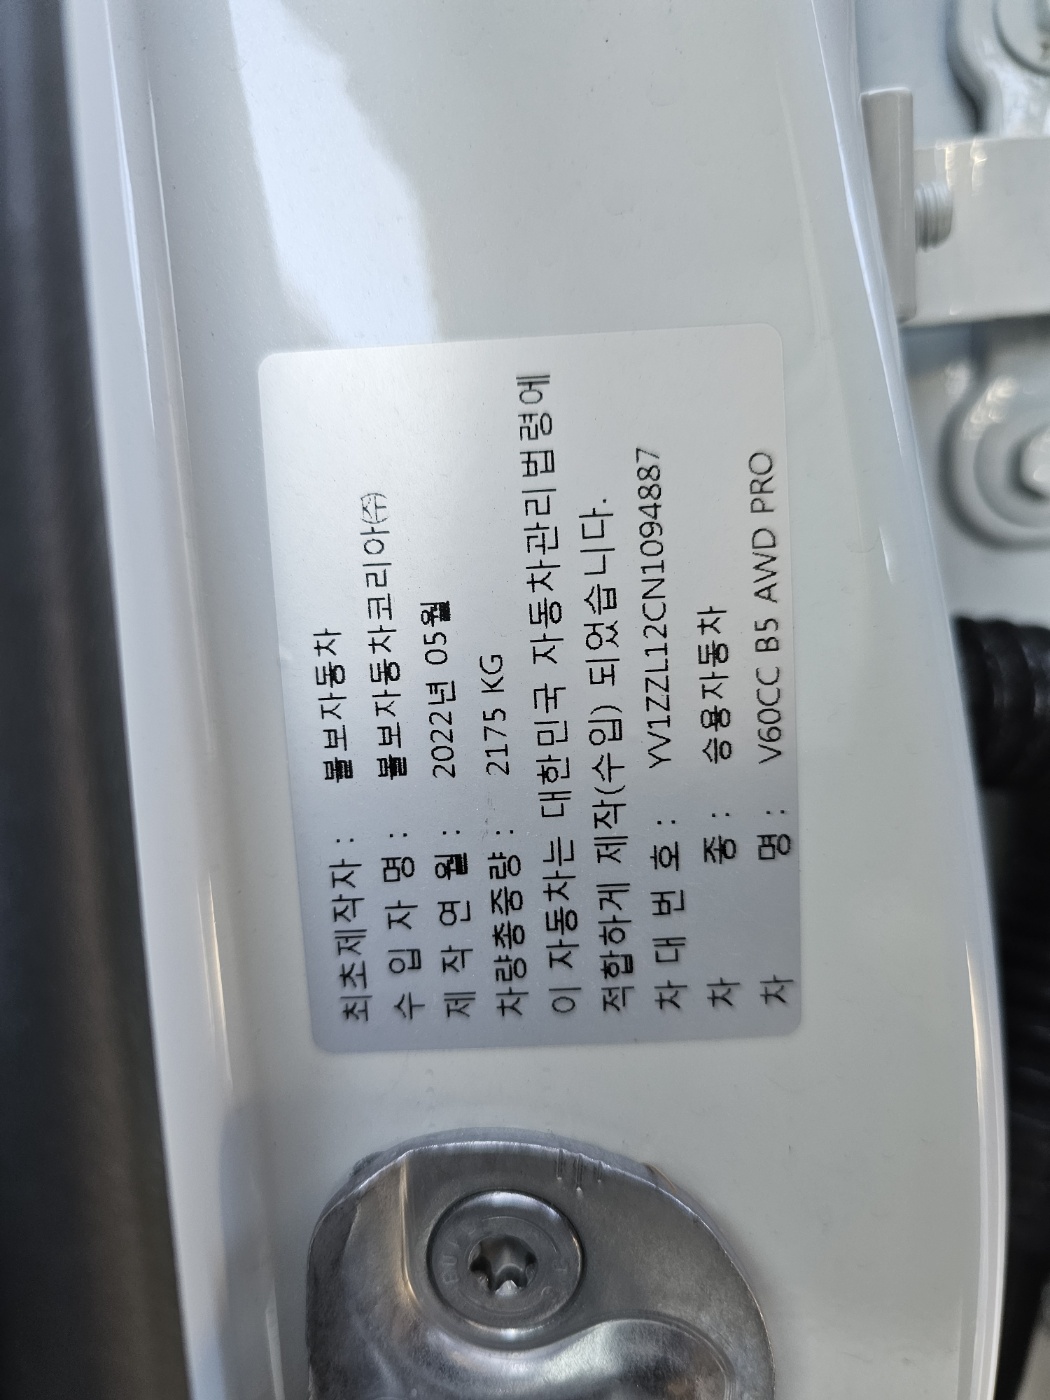 최초제작자 : 볼보자동차
수 입 자 명 : 볼보자동차코리아㈜
제 작 연 월 : 2022년 05월
차량총중량 : 2175 KG
이 자동차는 대한민국 자동차관리법령에
적합하게 제작(수입) 되었습니다.
차 대 번 호 : YV1ZZL12CN1094887
차 종 : 승용자동차
차 명 : V60CC B5 AWD PRO